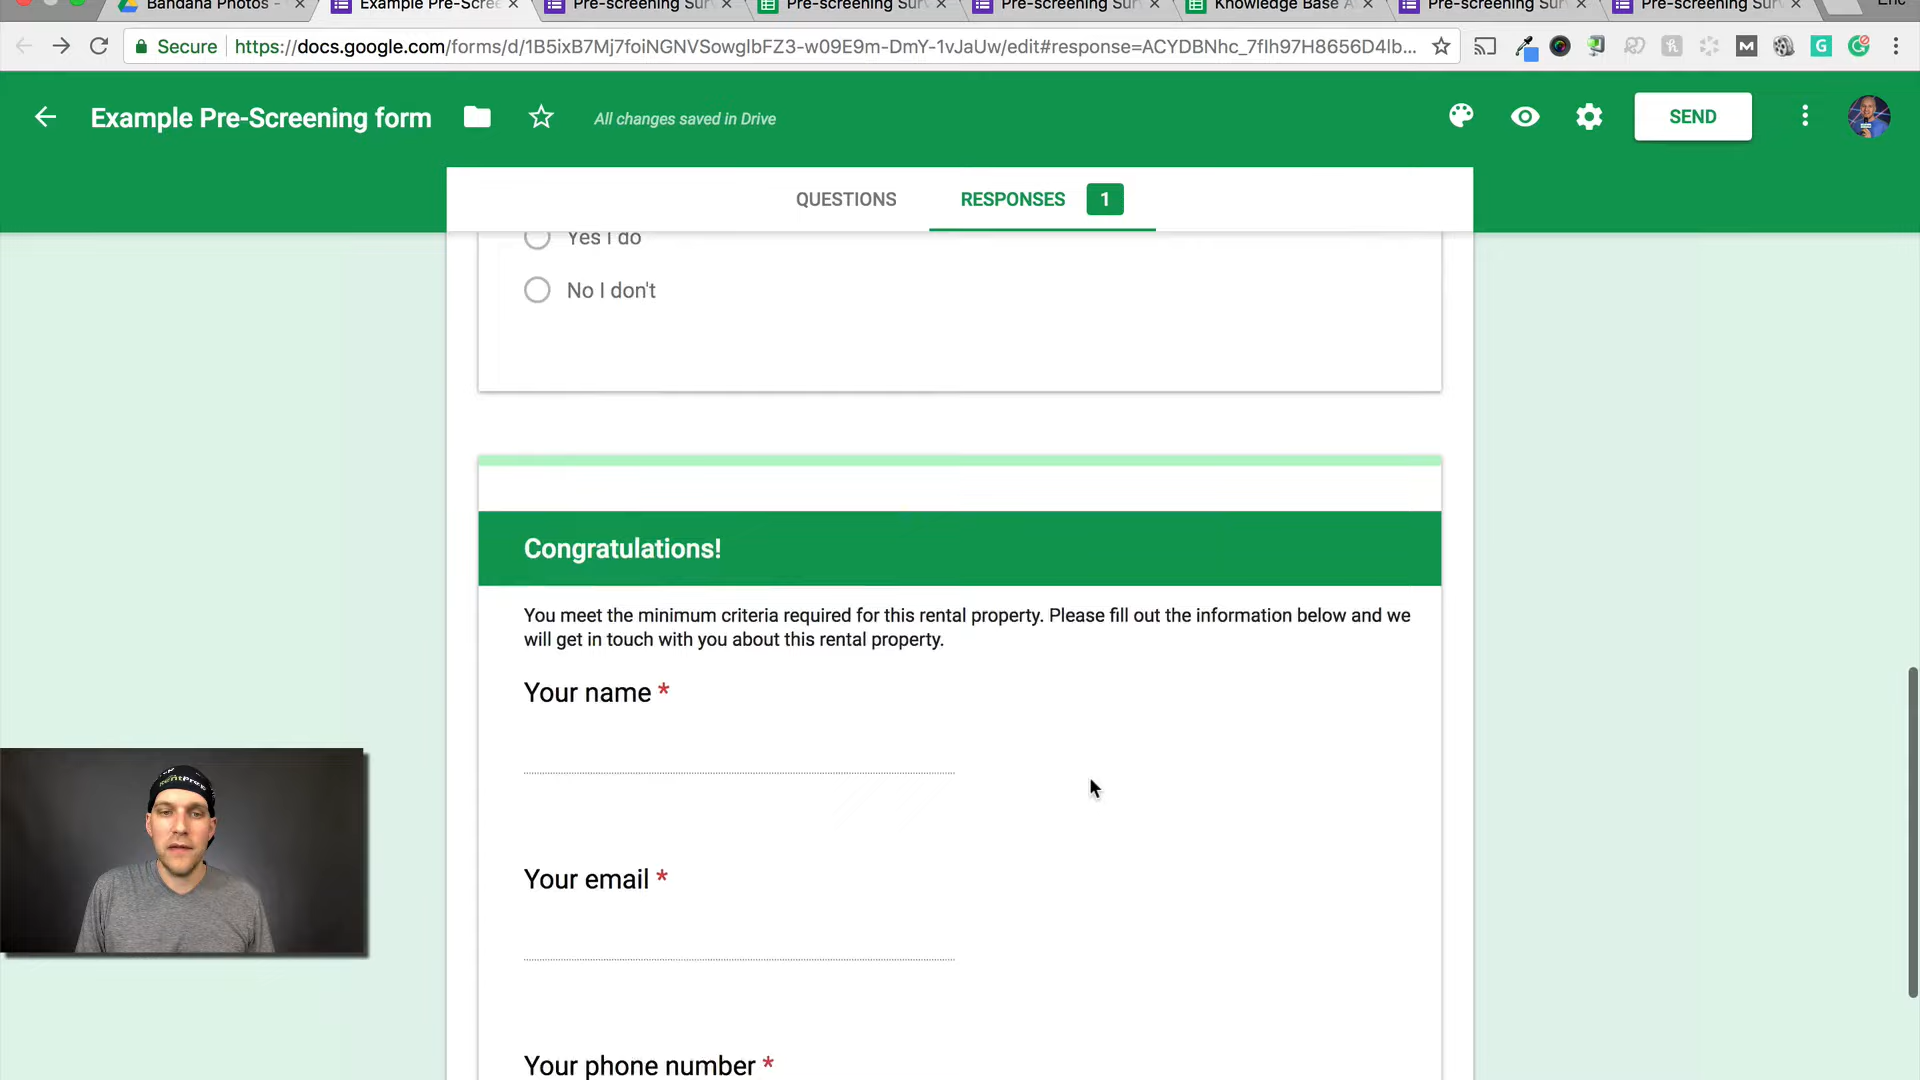 Bandana Photos -
Example Pre-Scree
Pre-screening Sur
Pre-screening Surv
Pre-screening Sur
Knowledge Base A
Pre-screening Sur
Pre-screening Surv
Eric
Secure
https://docs.google.com/forms/d/1B5ixB7Mj7foiNGNVSowglbFZ3-w09E9m-DmY-1vJaUw/edit#response=ACYDBNhc_7flh97H8656D4lb...
Example Pre-Screening form
All changes saved in Drive
SEND
QUESTIONS
RESPONSES
1
Yes I do
No I don't
Congratulations!
You meet the minimum criteria required for this rental property. Please fill out the information below and we
will get in touch with you about this rental property.
Your name *
Your email *
Your phone number *